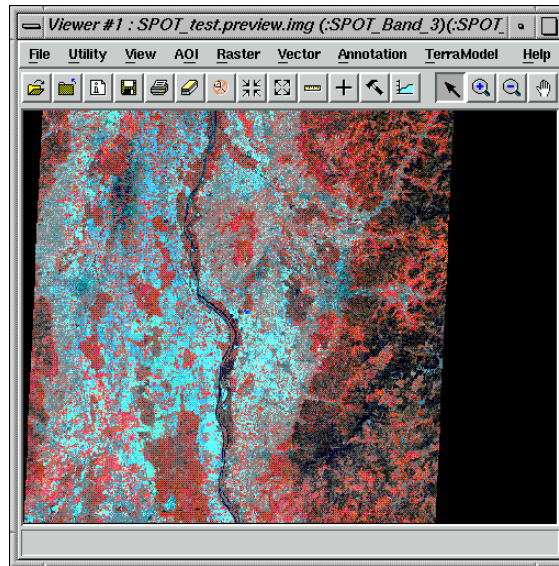 Viewer #1 : SPOT_test.preview.img (:SPOT_Band_3)(:SPOT_
File Utility View AOI Raster Vector Annotation TerraModel Help